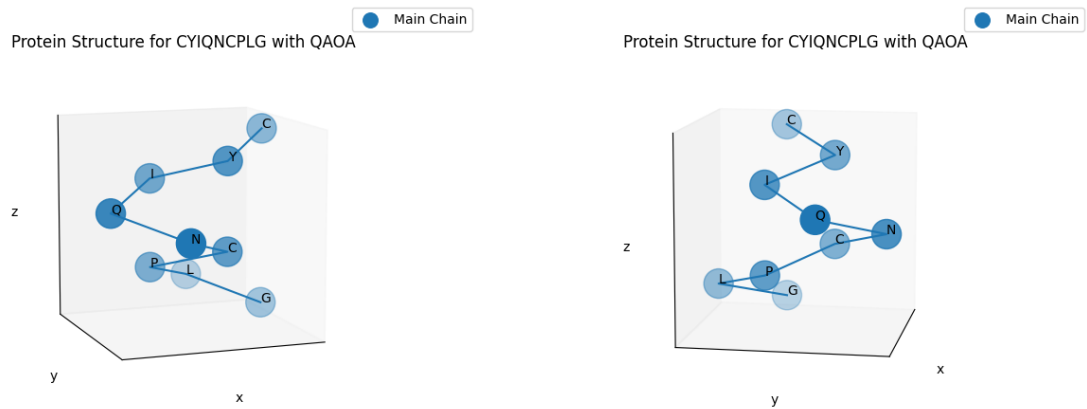 Main Chain
Protein Structure for CYIQNCPLG with QAOA
C
Y
I
Q
N
C
P
L
G
z
y
x
Main Chain
Protein Structure for CYIQNCPLG with QAOA
C
Y
I
Q
N
C
P
L
G
z
x
y